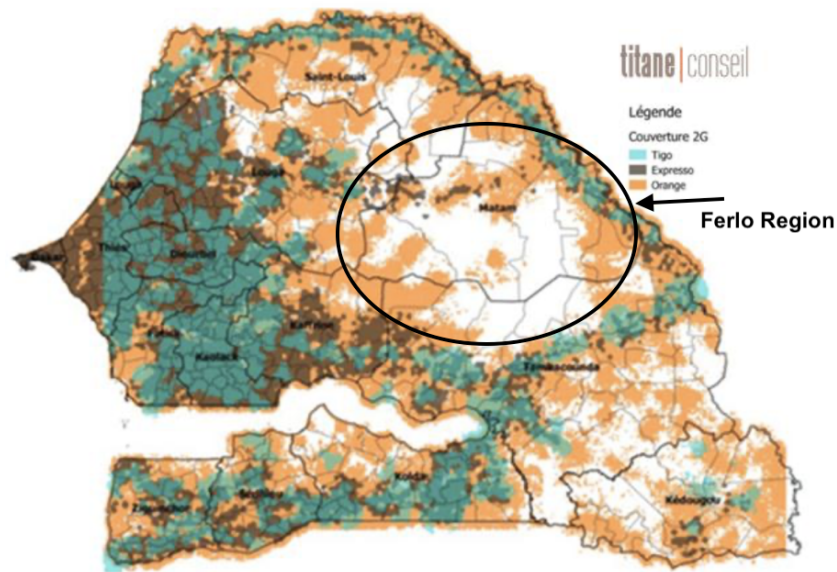 titane|conseil
Légende
Couverture 2G
Tigo
Expresso
Orange
Ferlo Region
Saint-Louis
Louga
Louga
Matam
Dakar
Thiès
Diourbel
Fatick
Kaolack
Kaffrine
Tambacounda
Ziguinchor
Sédhiou
Kolda
Kédougou